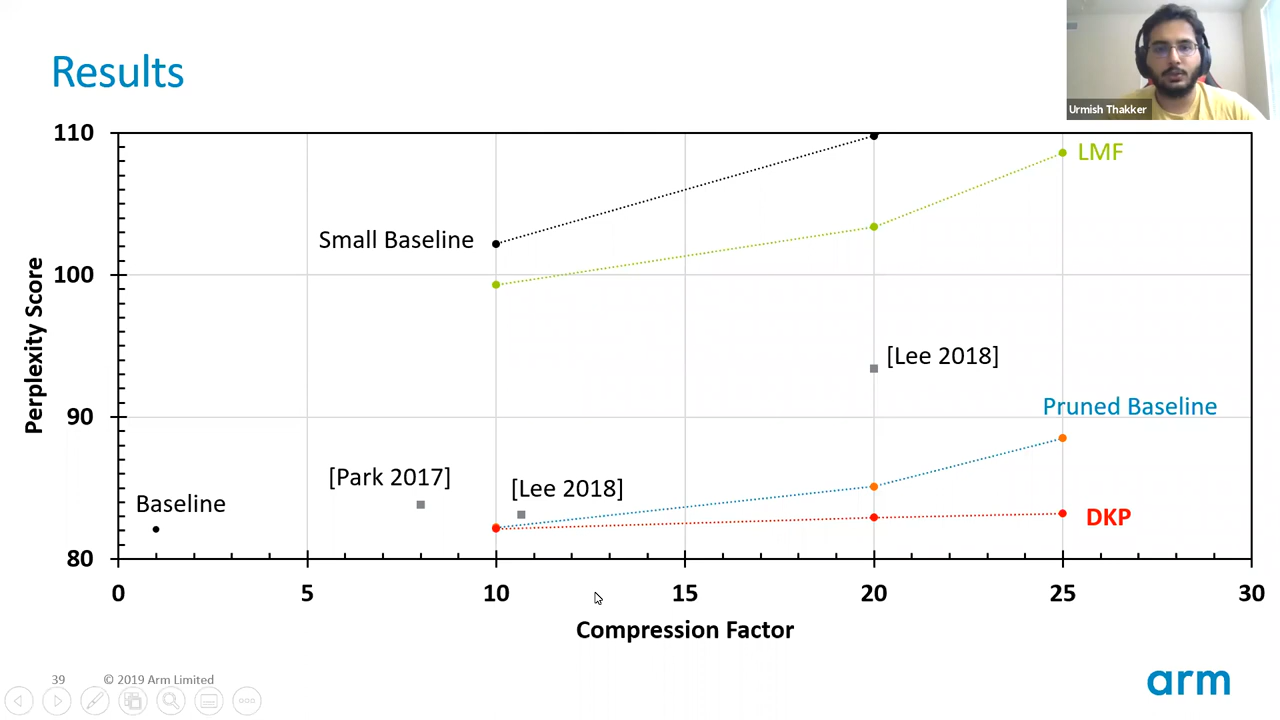 Results
Urmish Thakker
110
LMF
Small Baseline
100
Perplexity Score
[Lee 2018]
Pruned Baseline
90
[Park 2017]
[Lee 2018]
Baseline
DKP
80
0 5 10 15 20 25 30
Compression Factor
39 © 2019 Arm Limited
arm